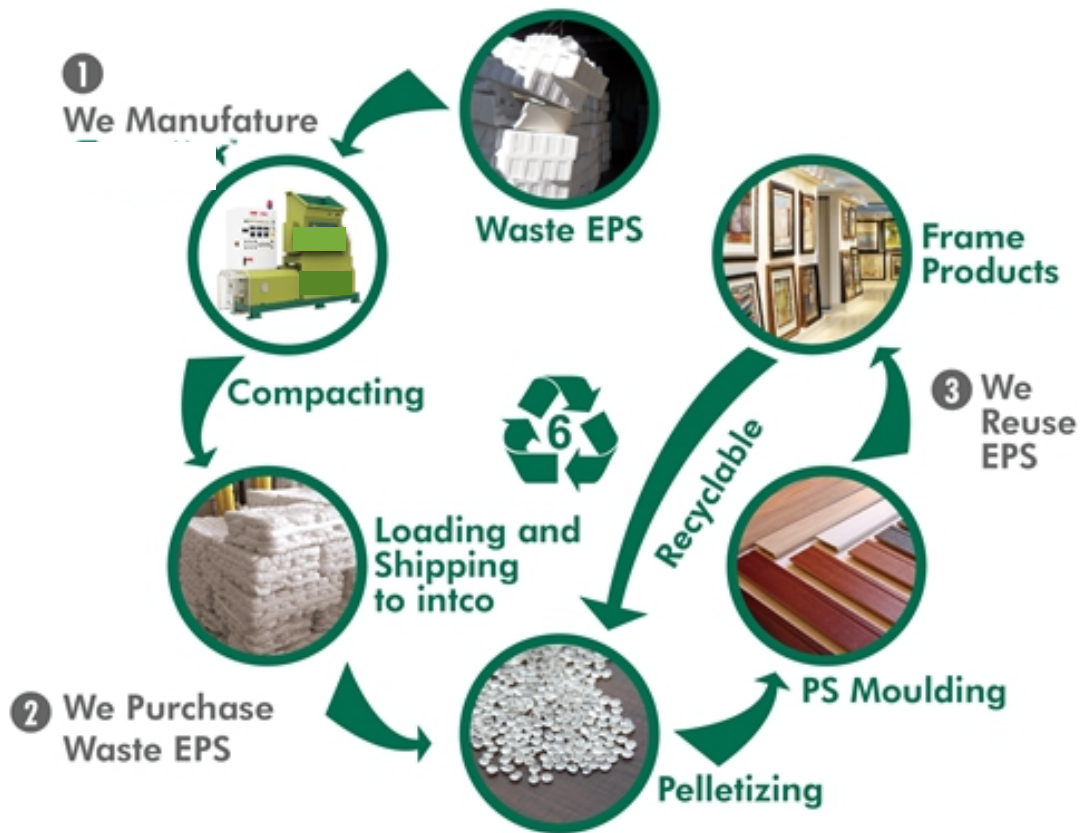 1
We Manufature
Waste EPS
Compacting
Loading and
Shipping
to intco
2 We Purchase
Waste EPS
Pelletizing
PS Moulding
3 We
Reuse
EPS
Frame
Products
Recyclable
6